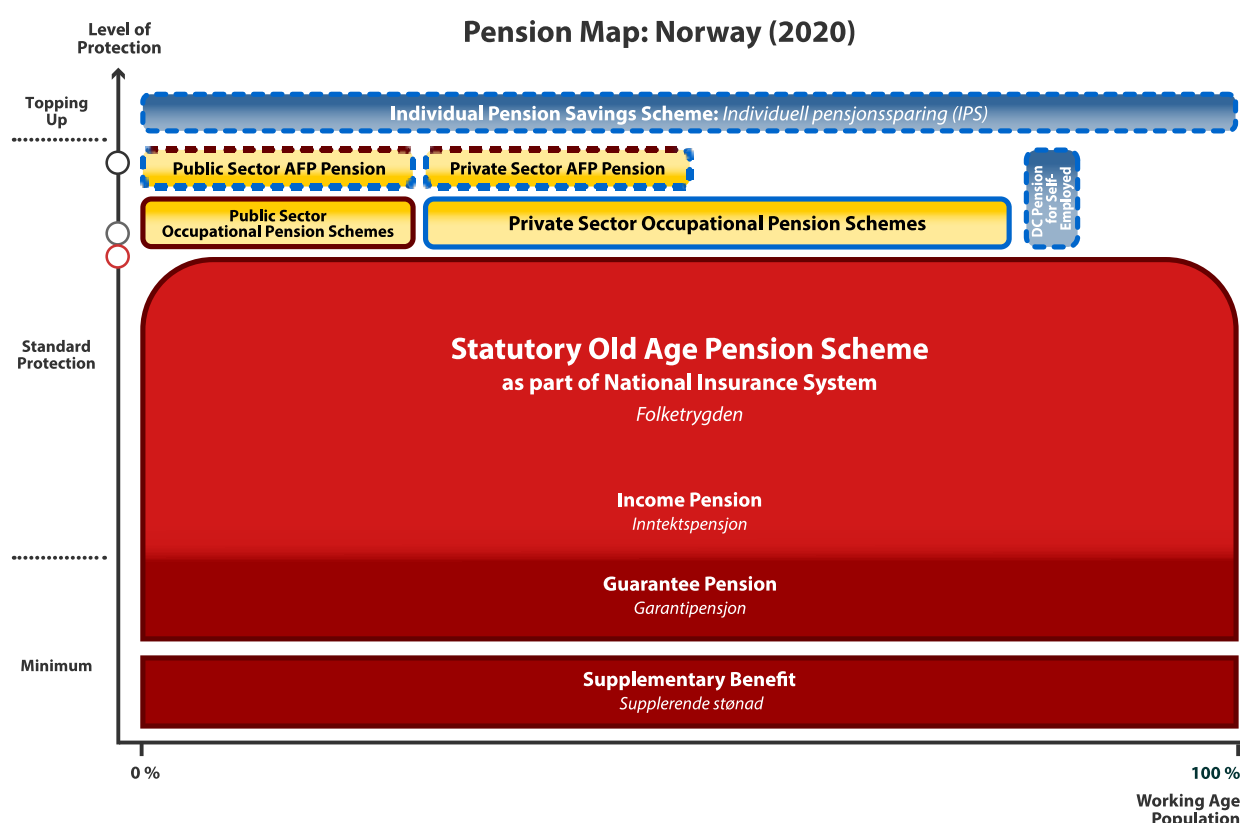 Pension Map: Norway (2020)
Level of
Protection
Topping
Up
Individual Pension Savings Scheme: Individuell pensjonssparing (IPS)
Public Sector AFP Pension
Private Sector AFP Pension
DC Pension
for Self-
Employed
Public Sector
Occupational Pension Schemes
Private Sector Occupational Pension Schemes
Standard
Protection
Statutory Old Age Pension Scheme
as part of National Insurance System
Folketrygden
Income Pension
Inntektspensjon
Guarantee Pension
Garantipensjon
Minimum
Supplementary Benefit
Supplerende stønad
0 %
100 %
Working Age
Population